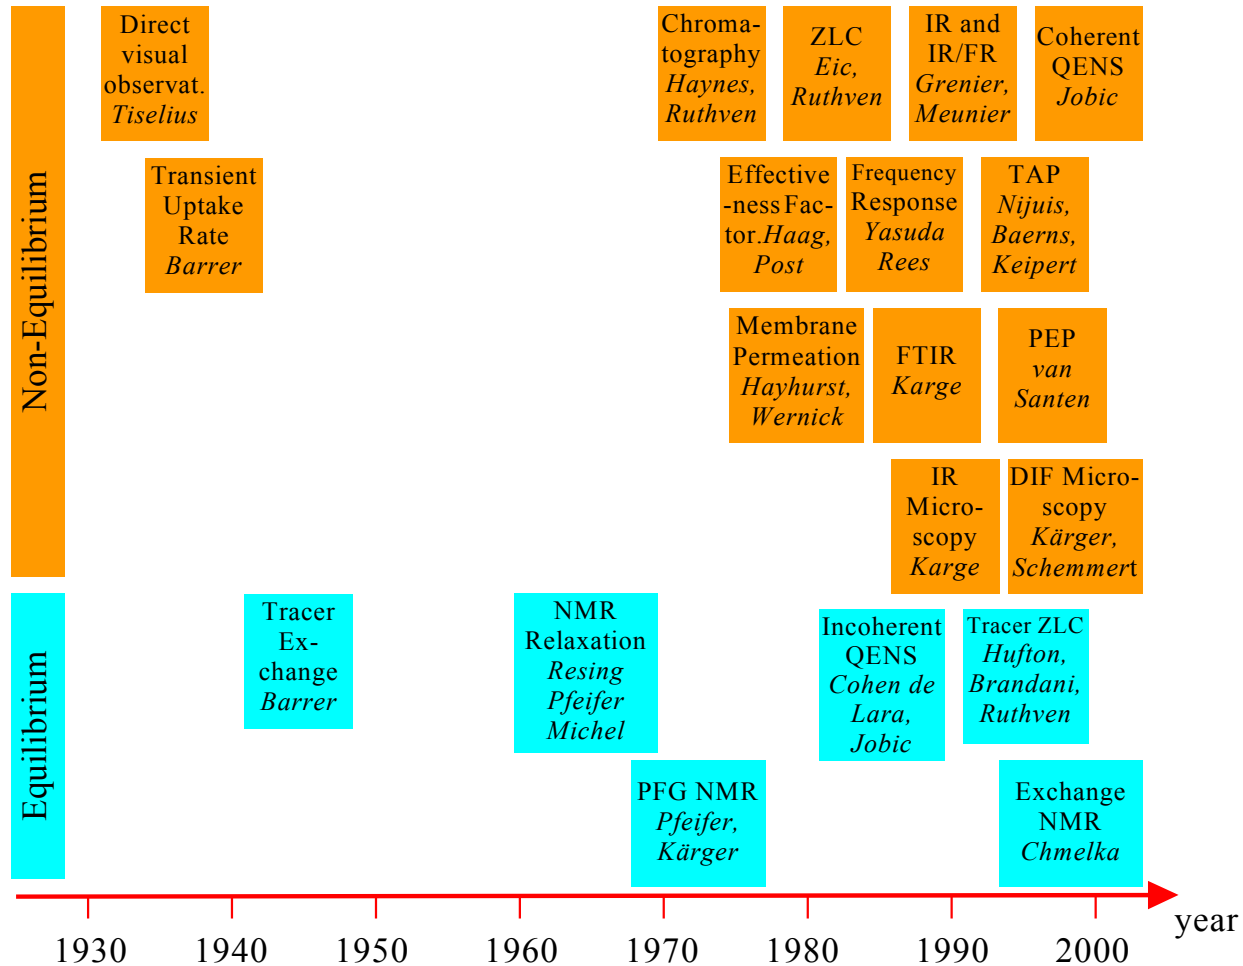 Non-Equilibrium
Equilibrium
Direct
visual
observat.
Tiselius
Chroma-
tography
Haynes,
Ruthven
ZLC
Eic,
Ruthven
IR and
IR/FR
Grenier,
Meunier
Coherent
QENS
Jobic
Transient
Uptake
Rate
Barrer
Effective
-ness Fac-
tor.Haag,
Post
Frequency
Response
Yasuda
Rees
TAP
Nijuis,
Baerns,
Keipert
Membrane
Permeation
Hayhurst,
Wernick
FTIR
Karge
PEP
van
Santen
IR
Micro-
scopy
Karge
DIF Micro-
scopy
Kärger,
Schemmert
Tracer
Ex-
change
Barrer
NMR
Relaxation
Resing
Pfeifer
Michel
Incoherent
QENS
Cohen de
Lara,
Jobic
Tracer ZLC
Hufton,
Brandani,
Ruthven
PFG NMR
Pfeifer,
Kärger
Exchange
NMR
Chmelka
1930 1940 1950 1960 1970 1980 1990 2000
year